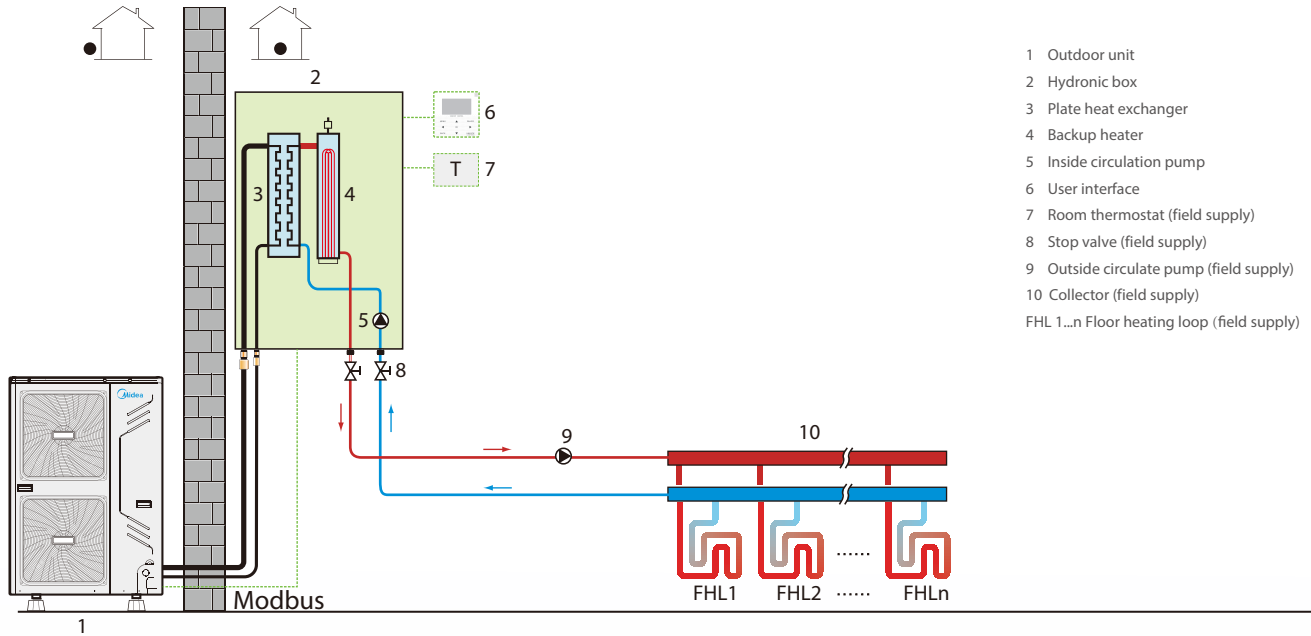 2
6
T
7
3
4
5
8
Midea
9
10
FHL1
FHL2
......
......
FHLn
Modbus
1
1 Outdoor unit
2 Hydronic box
3 Plate heat exchanger
4 Backup heater
5 Inside circulation pump
6 User interface
7 Room thermostat (field supply)
8 Stop valve (field supply)
9 Outside circulate pump (field supply)
10 Collector (field supply)
FHL 1...n Floor heating loop (field supply)